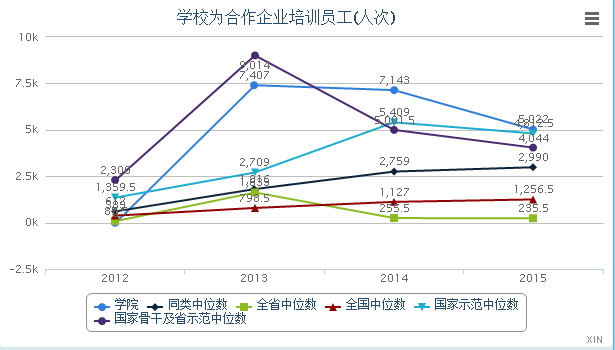 学校为合作企业培训员工(人次)
10k
7.5k
5k
2.5k
0k
-2.5k
9,014
7,407
7,143
5,409
5,022
4,044
2,709
2,759
2,990
1,359.5
798.5
1,127
1,256.5
255.5
235.5
2012
2013
2014
2015
学院 同类中位数 全省中位数 全国中位数 国家示范中位数
国家骨干及省示范中位数
XIN